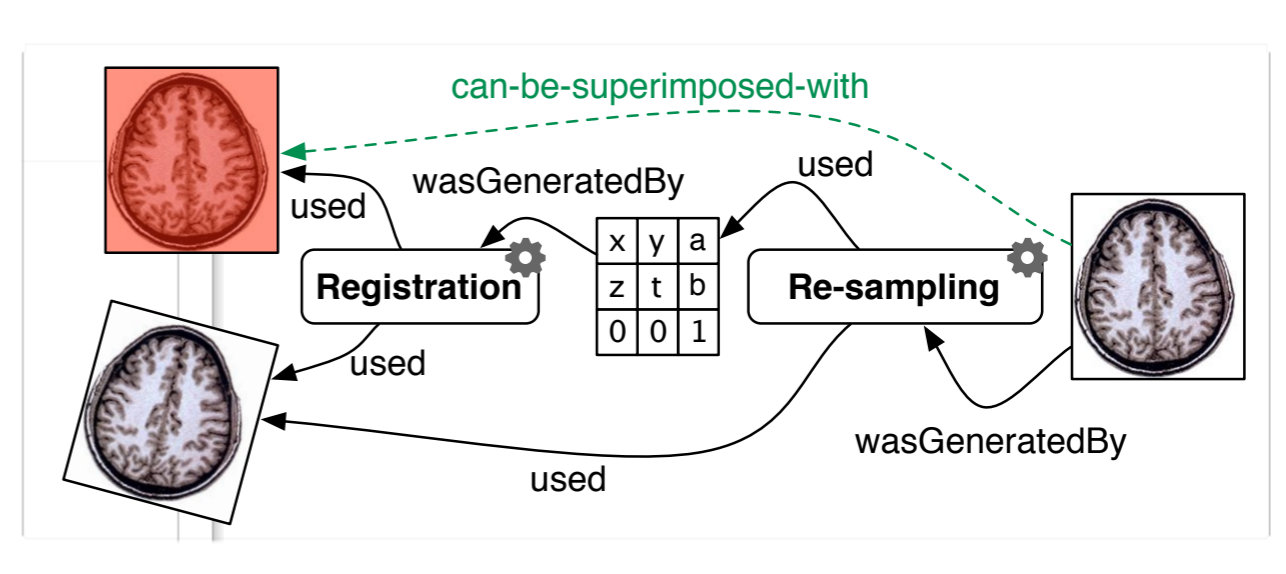 can-be-superimposed-with
used
wasGeneratedBy
used
x y a
z t b
0 0 1
Registration
Re-sampling
used
wasGeneratedBy
used